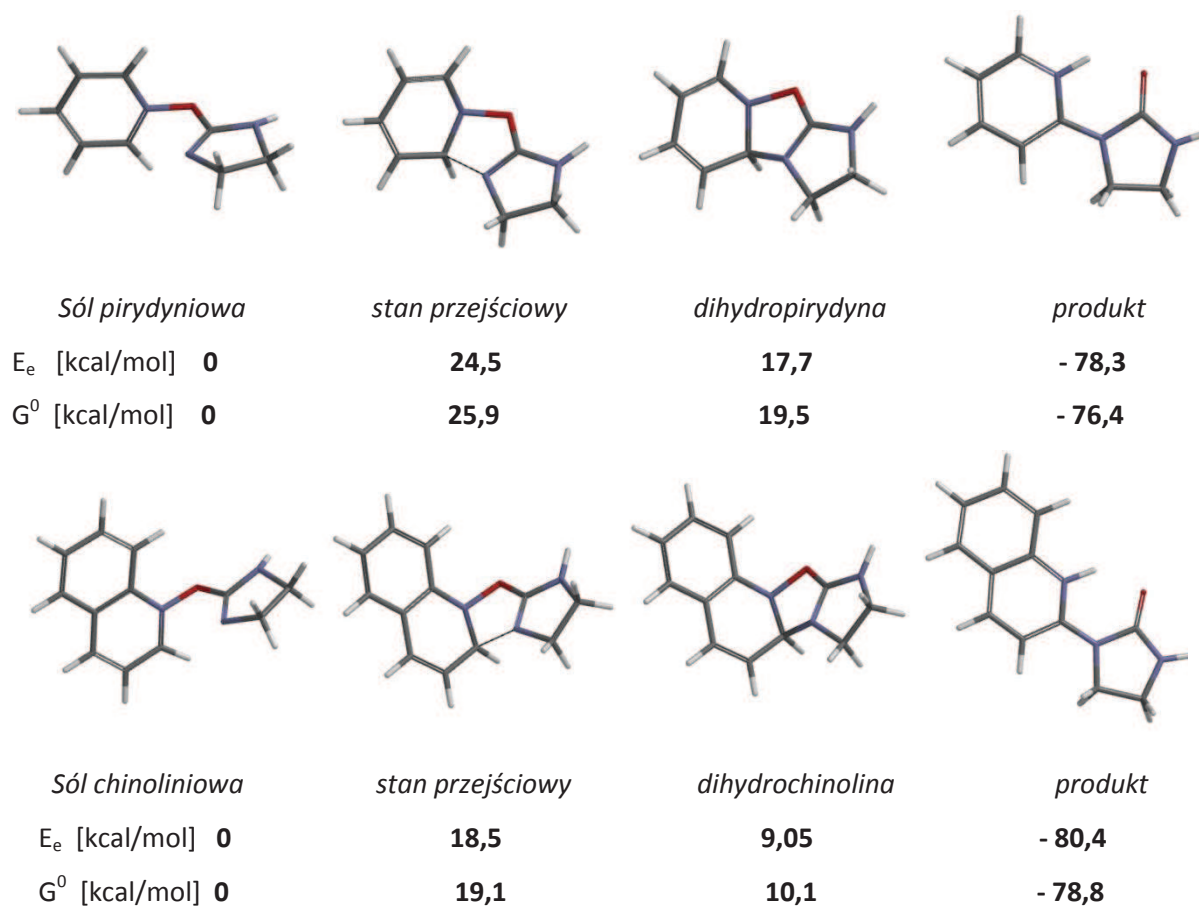 Sól pirydyniowa stan przejściowy dihydropirydyna produkt
Eₑ [kcal/mol] 0 24,5 17,7 - 78,3
G⁰ [kcal/mol] 0 25,9 19,5 - 76,4
Sól chinoliniowa stan przejściowy dihydrochinolina produkt
Eₑ [kcal/mol] 0 18,5 9,05 - 80,4
G⁰ [kcal/mol] 0 19,1 10,1 - 78,8